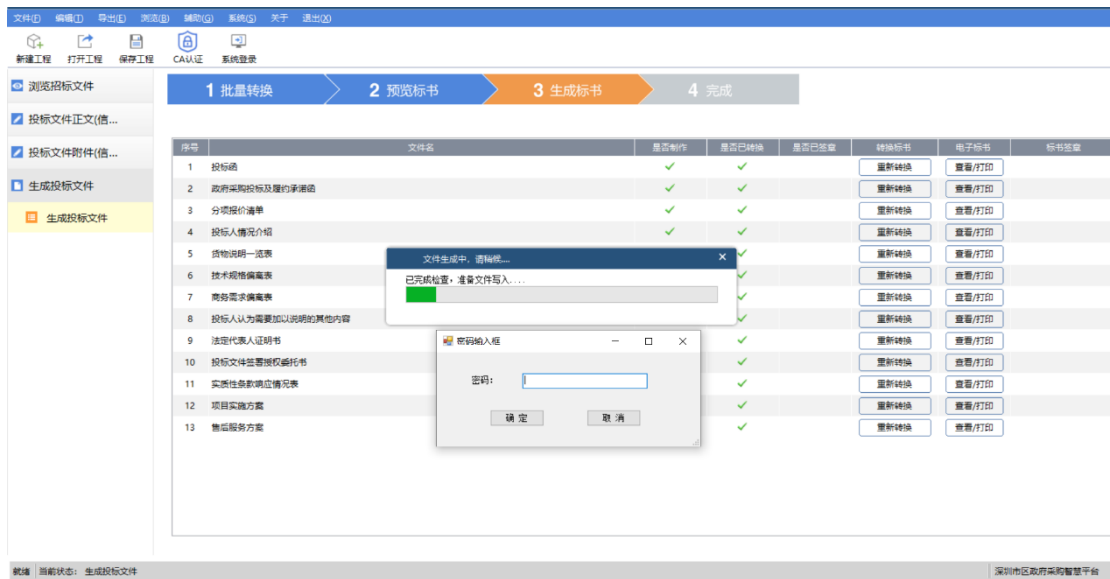 文件(F) 编辑(I) 导出(E) 浏览(B) 辅助(G) 系统(S) 关于 退出(X)
新建工程 打开工程 保存工程 CA认证 系统登录
浏览招标文件
投标文件正文(信...
投标文件附件(信...
生成投标文件
生成投标文件
1 批量转换 2 预览标书 3 生成标书 4 完成
序号 文件名 是否制作 是否已转换 是否已签章 转换标书 电子标书 标书签章
1 投标函 重新转换 查看/打印
2 政府采购投标及履约承诺函 重新转换 查看/打印
3 分项报价清单 重新转换 查看/打印
4 投标人情况介绍 重新转换 查看/打印
5 货物说明一览表 重新转换 查看/打印
6 技术规格偏离表 重新转换 查看/打印
7 商务需求偏离表 重新转换 查看/打印
8 投标人认为需要加以说明的其他内容 重新转换 查看/打印
9 法定代表人证明书 重新转换 查看/打印
10 投标文件签署授权委托书 重新转换 查看/打印
11 实质性条款响应情况表 重新转换 查看/打印
12 项目实施方案 重新转换 查看/打印
13 售后服务方案 重新转换 查看/打印
文件生成中，请稍候....
已完成检查，准备文件写入....
密码输入框
密码:
确定 取消
就绪 当前状态: 生成投标文件 深圳市区政府采购智慧平台